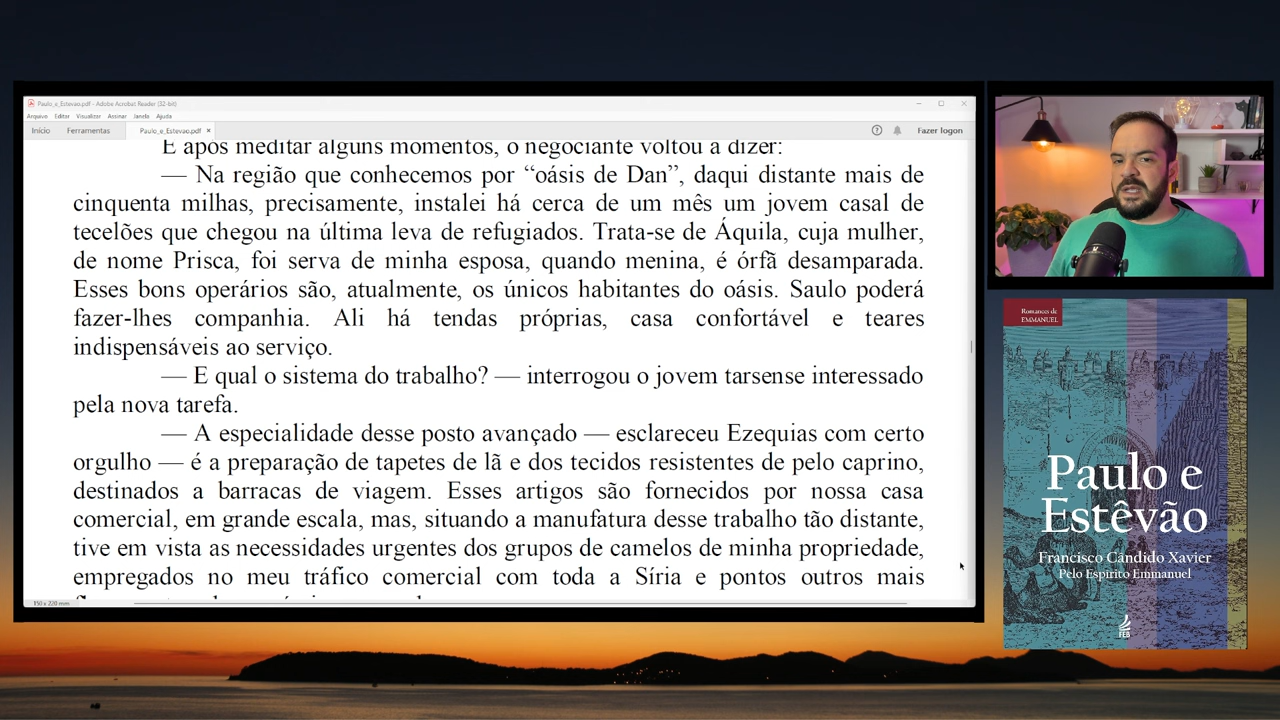 Paulo_e_Estevao.pdf - Adobe Acrobat Reader (32-bit)
Arquivo Editar Visualizar Assinar Janela Ajuda
Início Ferramentas Paulo_e_Estevao.pdf × Fazer logon
E após meditar alguns momentos, o negociante voltou a dizer:
— Na região que conhecemos por “oásis de Dan”, daqui distante mais de
cinquenta milhas, precisamente, instalei há cerca de um mês um jovem casal de
tecelões que chegou na última leva de refugiados. Trata-se de Áquila, cuja mulher,
de nome Prisca, foi serva de minha esposa, quando menina, é órfã desamparada.
Esses bons operários são, atualmente, os únicos habitantes do oásis. Saulo poderá
fazer-lhes companhia. Ali há tendas próprias, casa confortável e teares
indispensáveis ao serviço.
— E qual o sistema do trabalho? — interrogou o jovem tarsense interessado
pela nova tarefa.
— A especialidade desse posto avançado — esclareceu Ezequias com certo
orgulho — é a preparação de tapetes de lã e dos tecidos resistentes de pelo caprino,
destinados a barracas de viagem. Esses artigos são fornecidos por nossa casa
comercial, em grande escala, mas, situando a manufatura desse trabalho tão distante,
tive em vista as necessidades urgentes dos grupos de camelos de minha propriedade,
empregados no meu tráfico comercial com toda a Síria e pontos outros mais
150 x 220 mm
Romances de
EMMANUEL
Paulo e
Estêvão
Francisco Cândido Xavier
Pelo Espírito Emmanuel
FEB